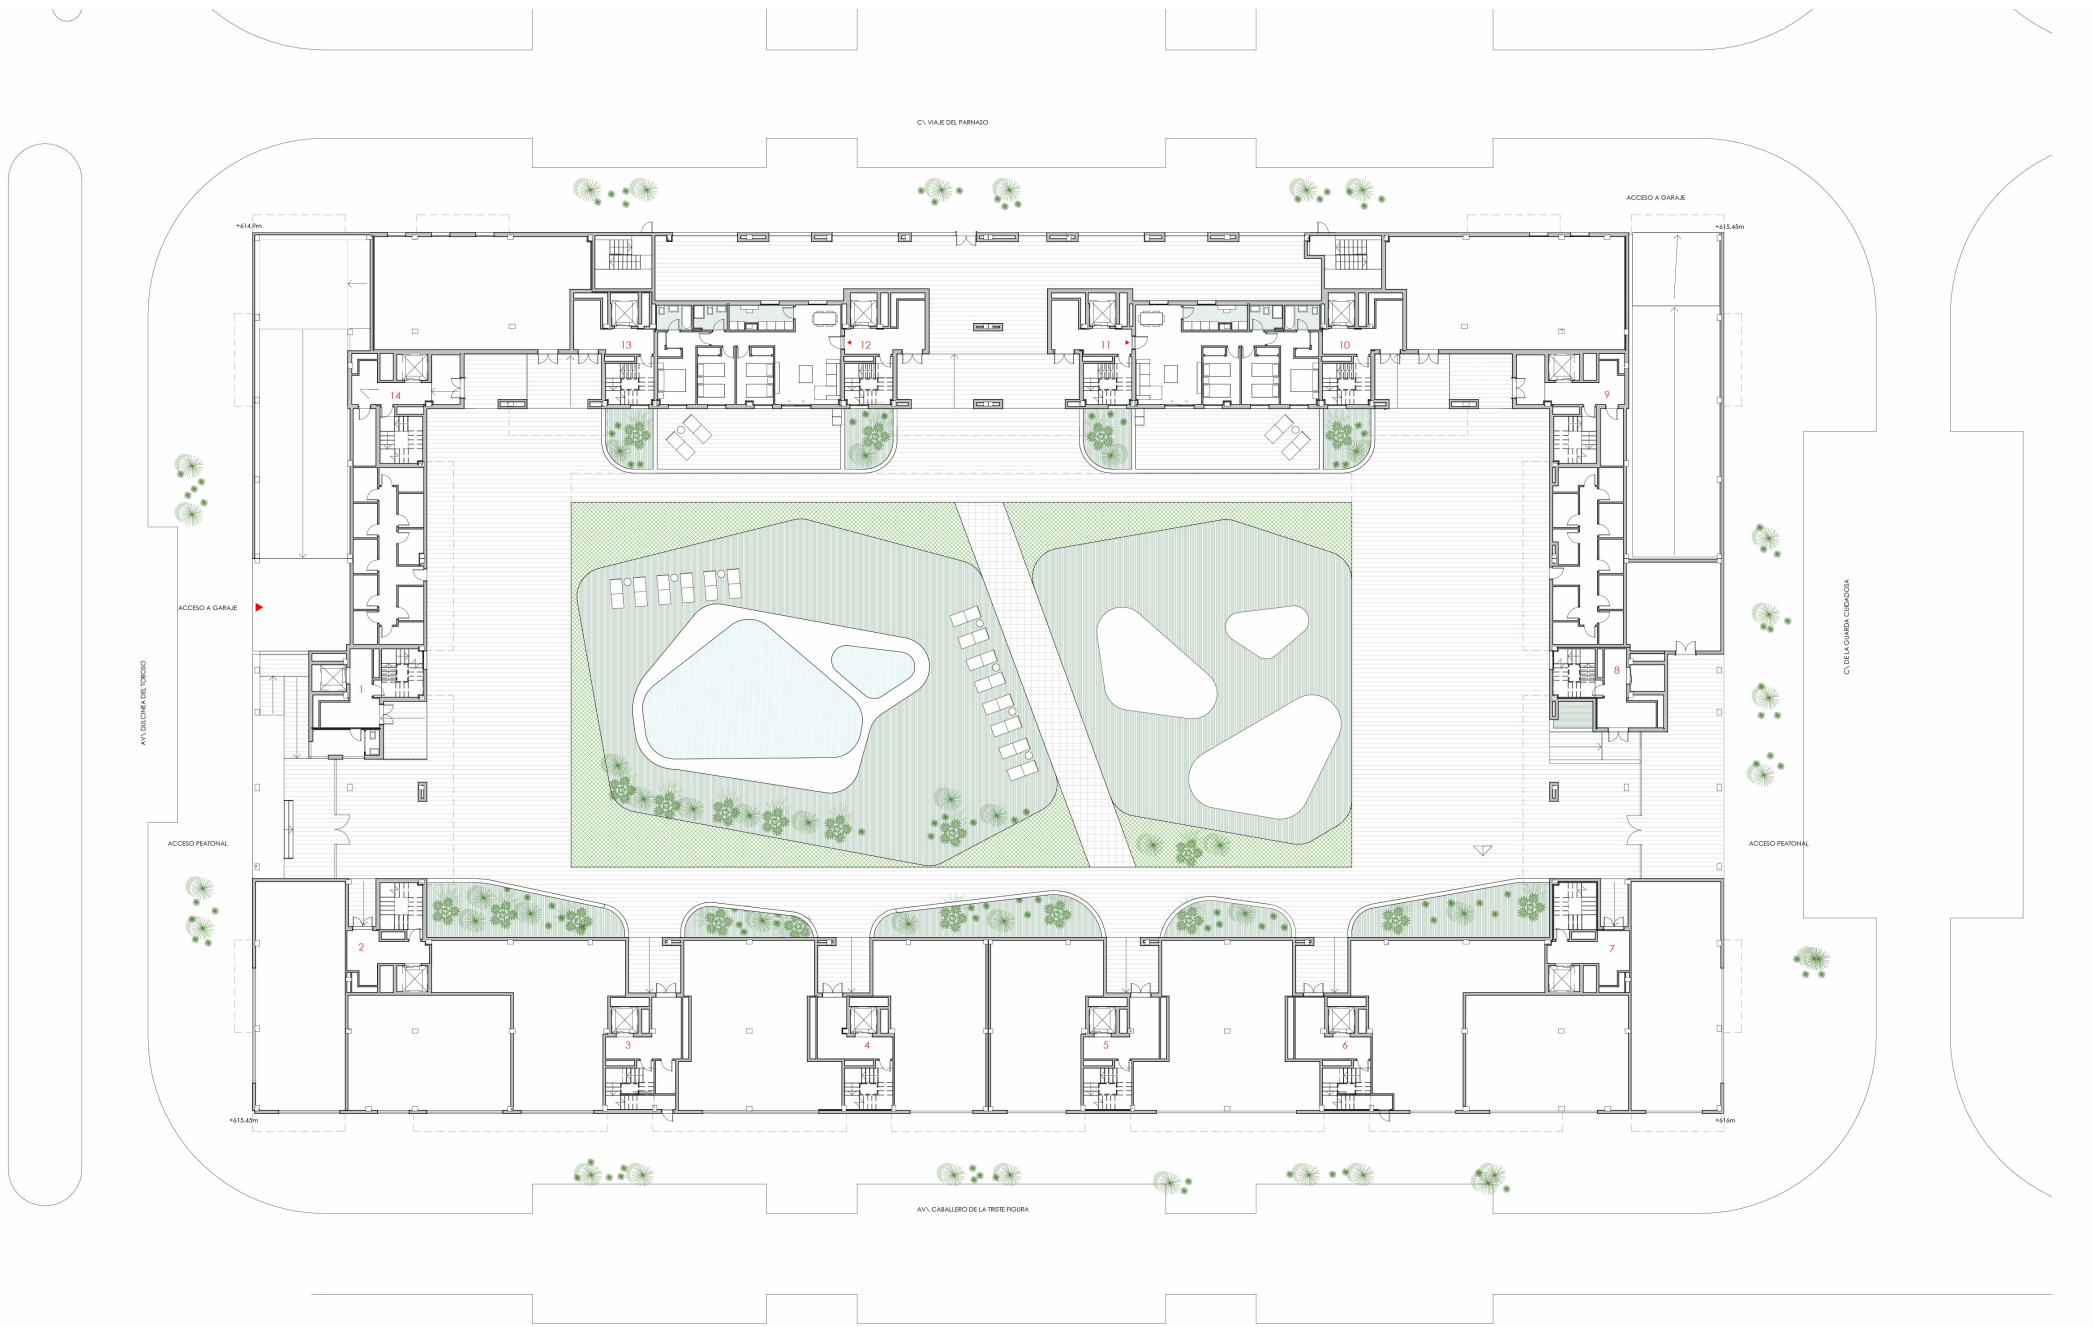 C\. VIAJE DEL PARNASO
ACCESO A GARAJE
+614.9m
+615.45m
13
12
11
10
14
9
ACCESO A GARAJE
C\. DE LA GUARDA CUIDADOSA
AV\. DULCINEA DEL TOBOSO
1
8
ACCESO PEATONAL
ACCESO PEATONAL
2
7
3
4
5
6
+615.45m
+616m
AV\. CABALLERO DE LA TRISTE FIGURA